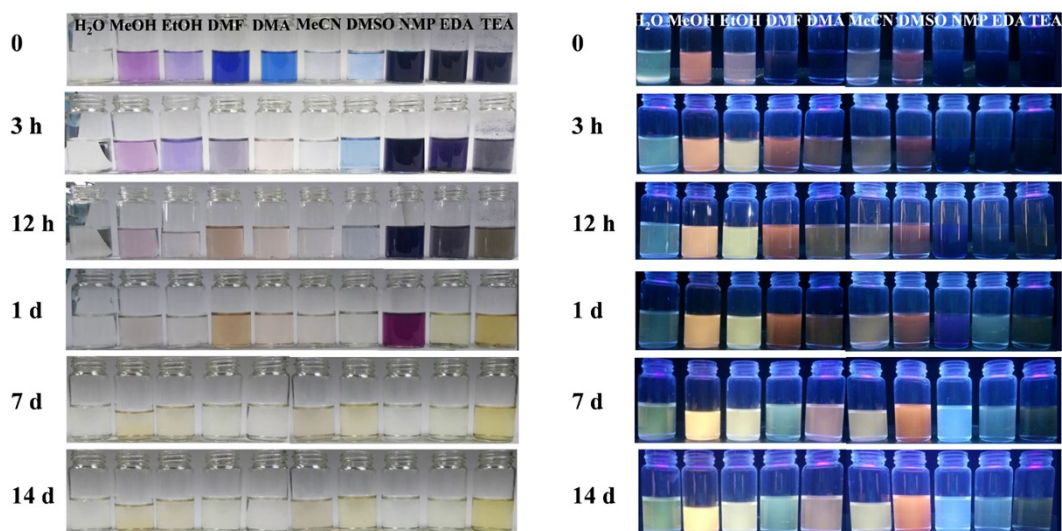 0
H₂O MeOH EtOH DMF DMA MeCN DMSO NMP EDA TEA
3 h
12 h
1 d
7 d
14 d
0
H₂O MeOH EtOH DMF DMA MeCN DMSO NMP EDA TEA
3 h
12 h
1 d
7 d
14 d